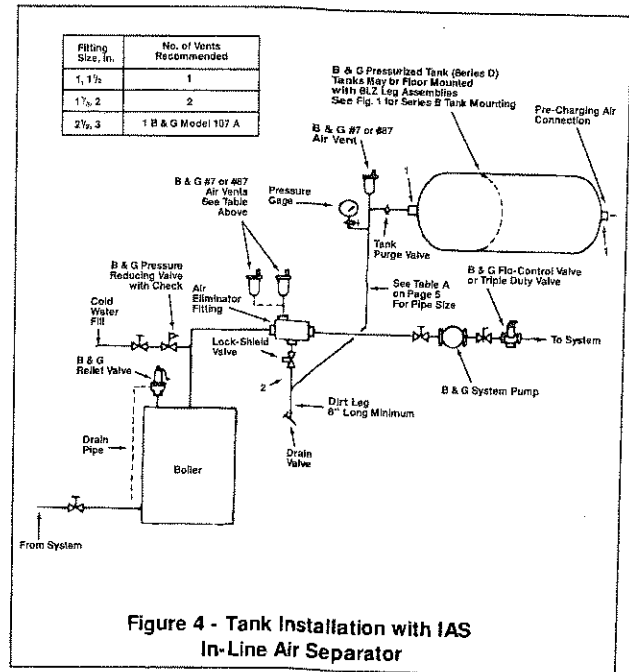 Fitting Size, in.
No. of Vents Recommended
1, 1½
1
1½, 2
2
2½, 3
1 B & G Model 107 A
B & G Pressurized Tank (Series D)
Tanks May be Floor Mounted
with BLZ Leg Assemblies
See Fig. 1 for Series B Tank Mounting
Pre-Charging Air
Connection
B & G #7 or #87
Air Vent
1
B & G #7 or #87
Air Vents
See Table
Above
Pressure
Gage
Tank
Purge Valve
1
B & G Pressure
Reducing Valve
with Check
Air
Eliminator
Fitting
See Table A
on Page 5
For Pipe Size
B & G Flo-Control Valve
or Triple Duty Valve
Cold
Water
Fill
Lock-Shield
Valve
To System
B & G
Relief Valve
2
B & G System Pump
Dirt Leg
6" Long Minimum
Drain
Pipe
Boiler
Drain
Valve
From System
Figure 4 - Tank Installation with IAS
In-Line Air Separator